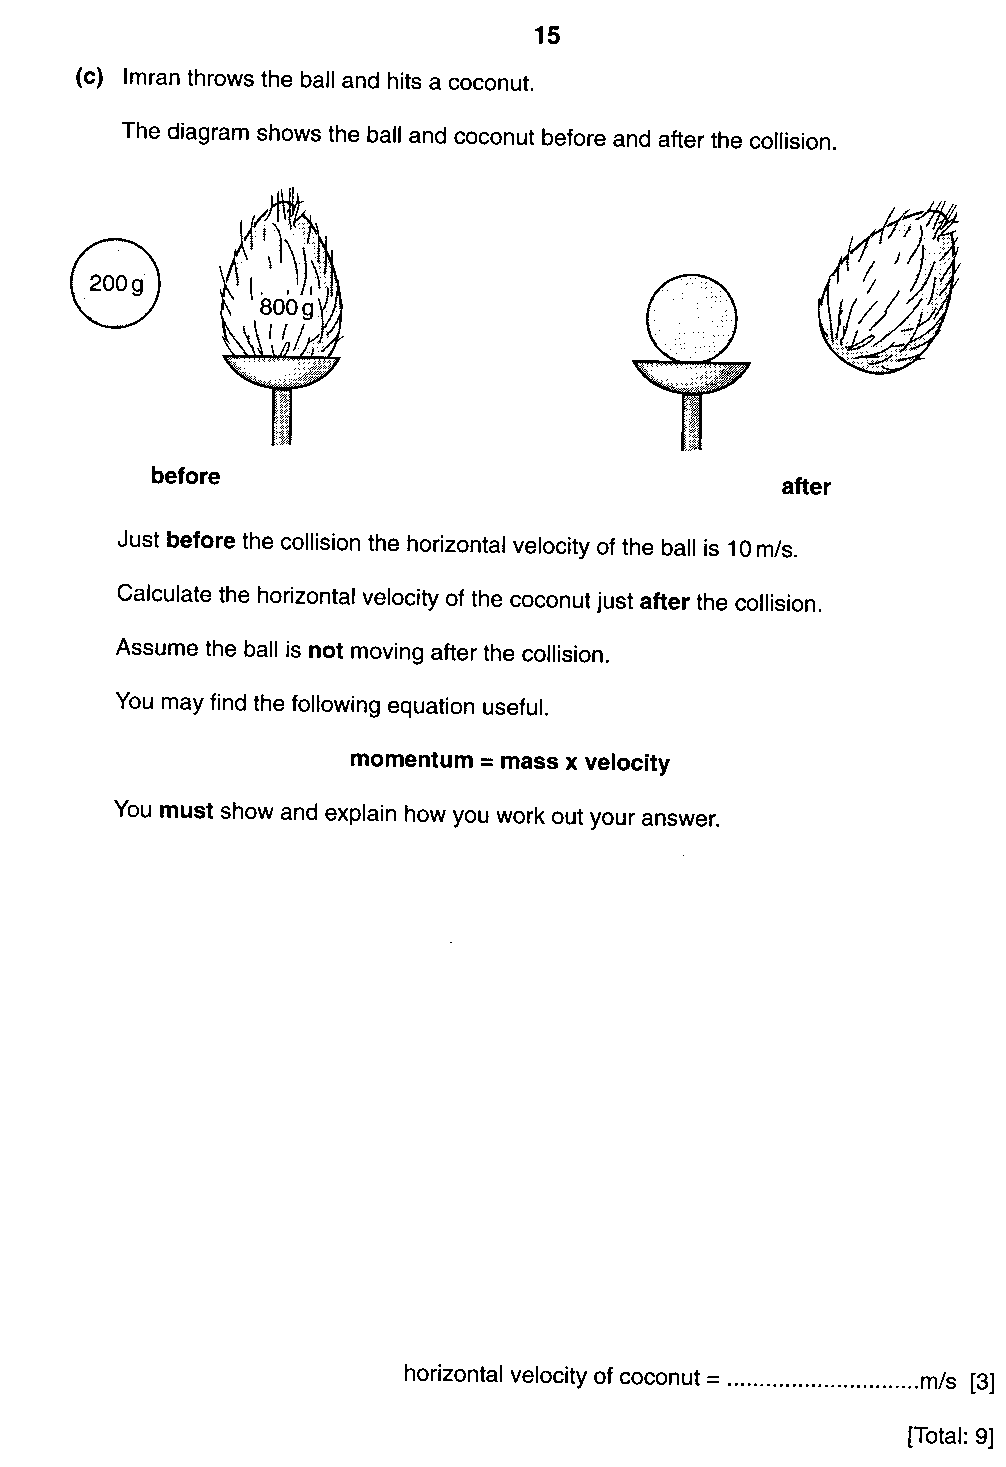 15
(c) Imran throws the ball and hits a coconut.
The diagram shows the ball and coconut before and after the collision.
200 g
800 g
before
after
Just before the collision the horizontal velocity of the ball is 10 m/s.
Calculate the horizontal velocity of the coconut just after the collision.
Assume the ball is not moving after the collision.
You may find the following equation useful.
momentum = mass x velocity
You must show and explain how you work out your answer.
horizontal velocity of coconut = ..............................m/s [3]
[Total: 9]